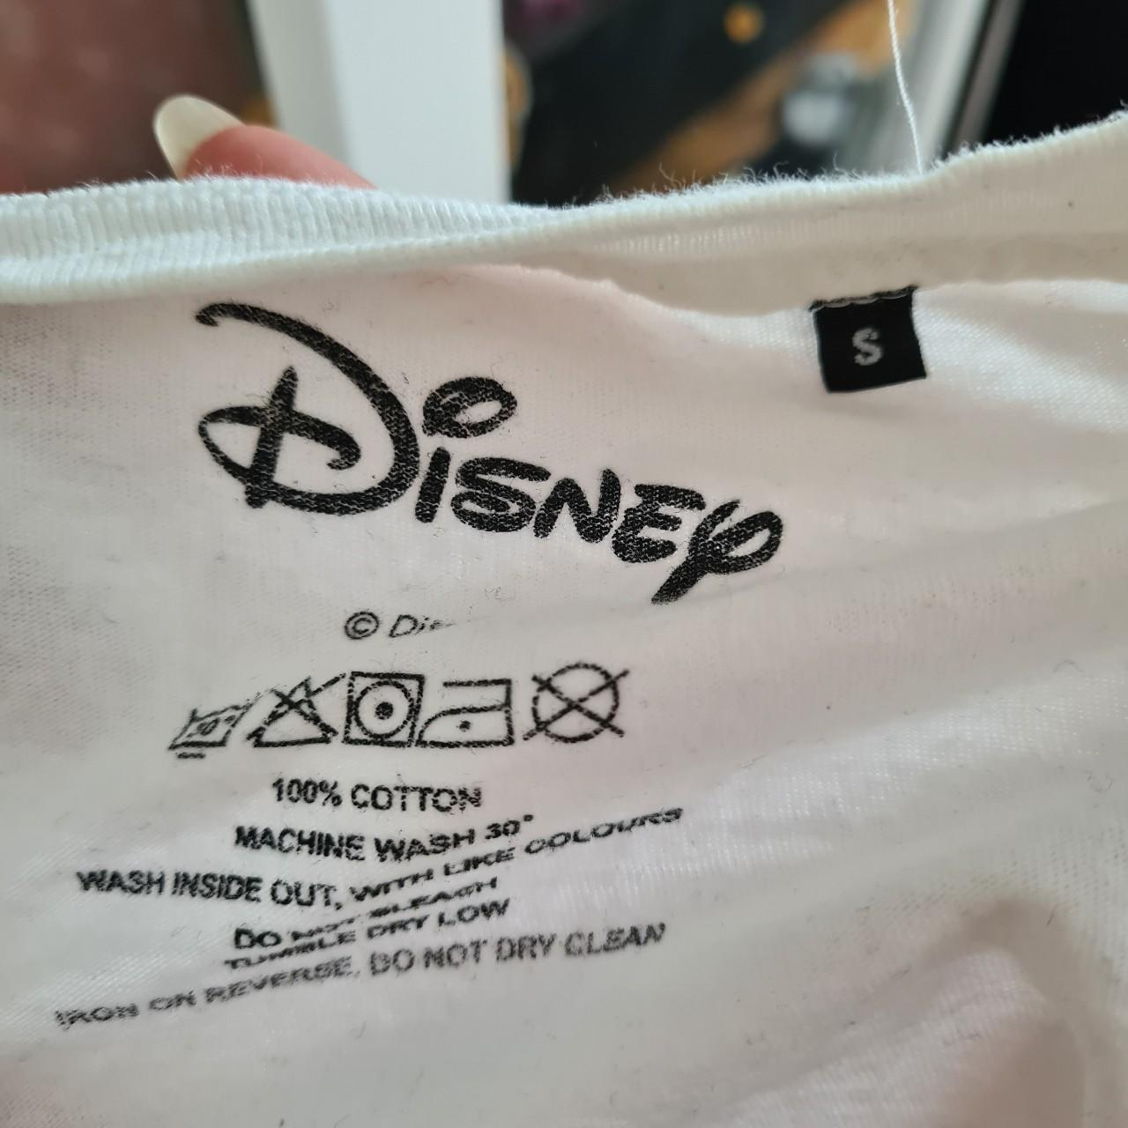 Disney
S
©
30°
100% COTTON
MACHINE WASH 30°
WASH INSIDE OUT, WITH LIKE COLOURS
DO NOT BLEACH
TUMBLE DRY LOW
IRON ON REVERSE, DO NOT DRY CLEAN